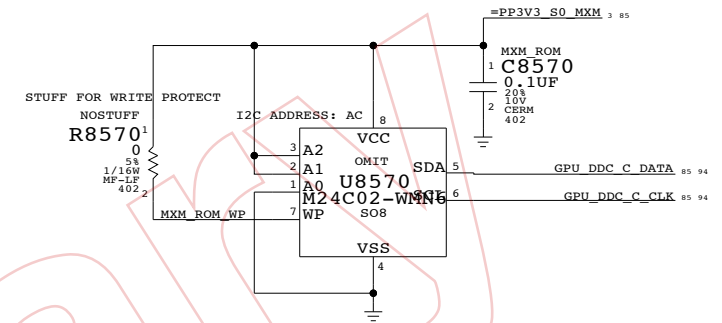 =PP3V3_S0_MXM 3 85
MXM_ROM
1 C8570
0.1UF
20%
10V
CERM
402
2
STUFF FOR WRITE PROTECT
NOSTUFF
R8570 1
0
5%
1/16W
MF-LF
402
2
I2C ADDRESS: AC
8
VCC
3 A2
2 A1
1 A0
7 WP
MXM_ROM_WP
OMIT
U8570
M24C02-WMN6
SO8
SDA 5 GPU_DDC_C_DATA 85 94
SCL 6 GPU_DDC_C_CLK 85 94
VSS
4